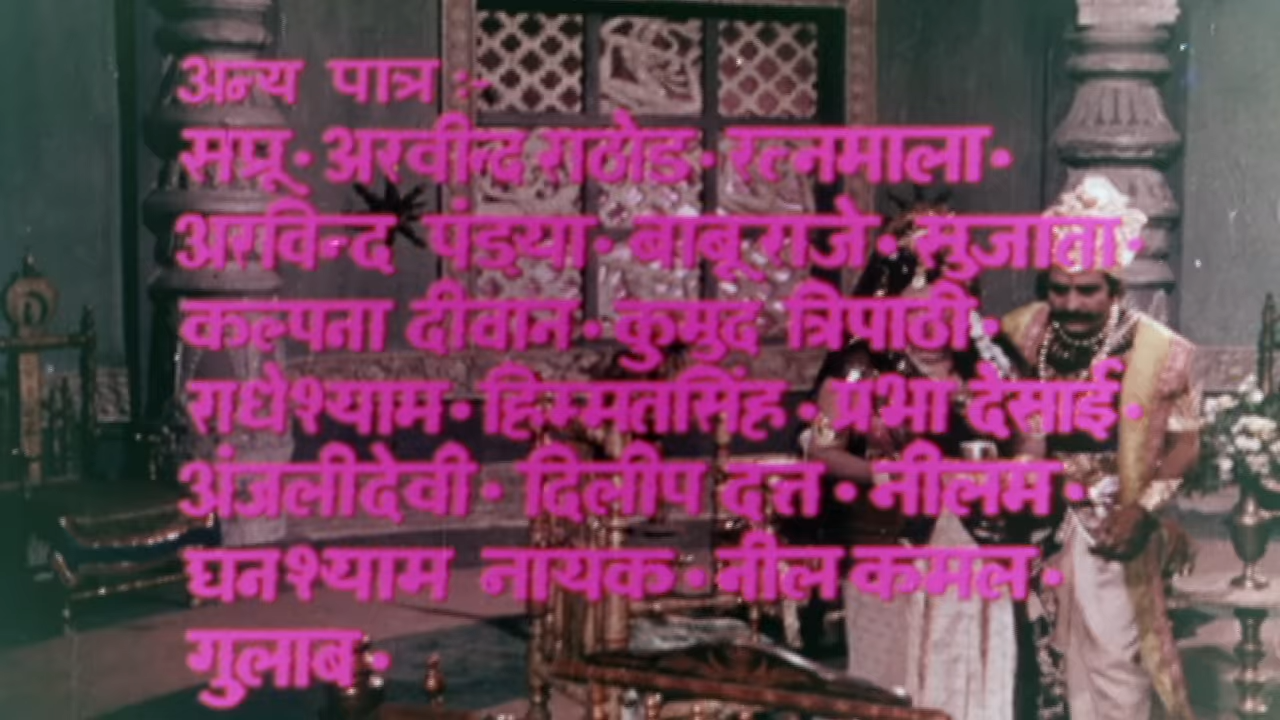 अन्य पात्र :-
सप्रू • अरवीन्द राठोड • रत्नमाला •
अरविन्द पंड्या • बाबू राजे • सुजाता •
कल्पना दीवान • कुमुद त्रिपाठी •
राधेश्याम • हिम्मतसिंह • प्रभा देसाई •
अंजलीदेवी • दिलीप दत्त • नीलम •
घनश्याम नायक • नील कमल •
गुलाब •